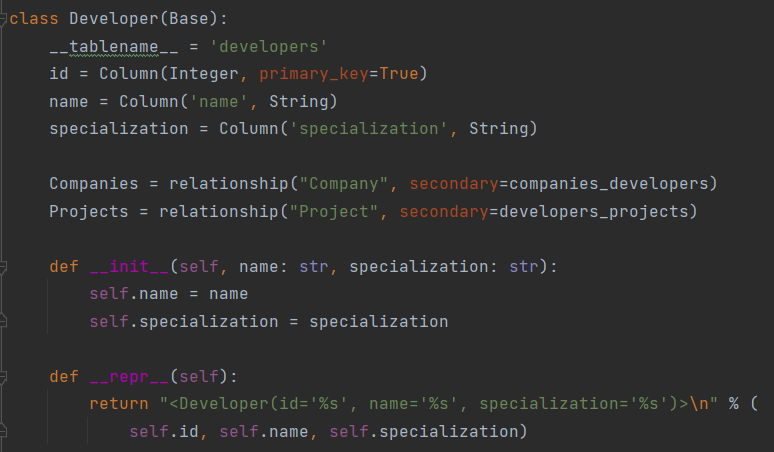 class Developer(Base):
    __tablename__ = 'developers'
    id = Column(Integer, primary_key=True)
    name = Column('name', String)
    specialization = Column('specialization', String)
    Companies = relationship("Company", secondary=companies_developers)
    Projects = relationship("Project", secondary=developers_projects)
    def __init__(self, name: str, specialization: str):
        self.name = name
        self.specialization = specialization
    def __repr__(self):
        return "<Developer(id='%s', name='%s', specialization='%s')>\n" % (
            self.id, self.name, self.specialization)